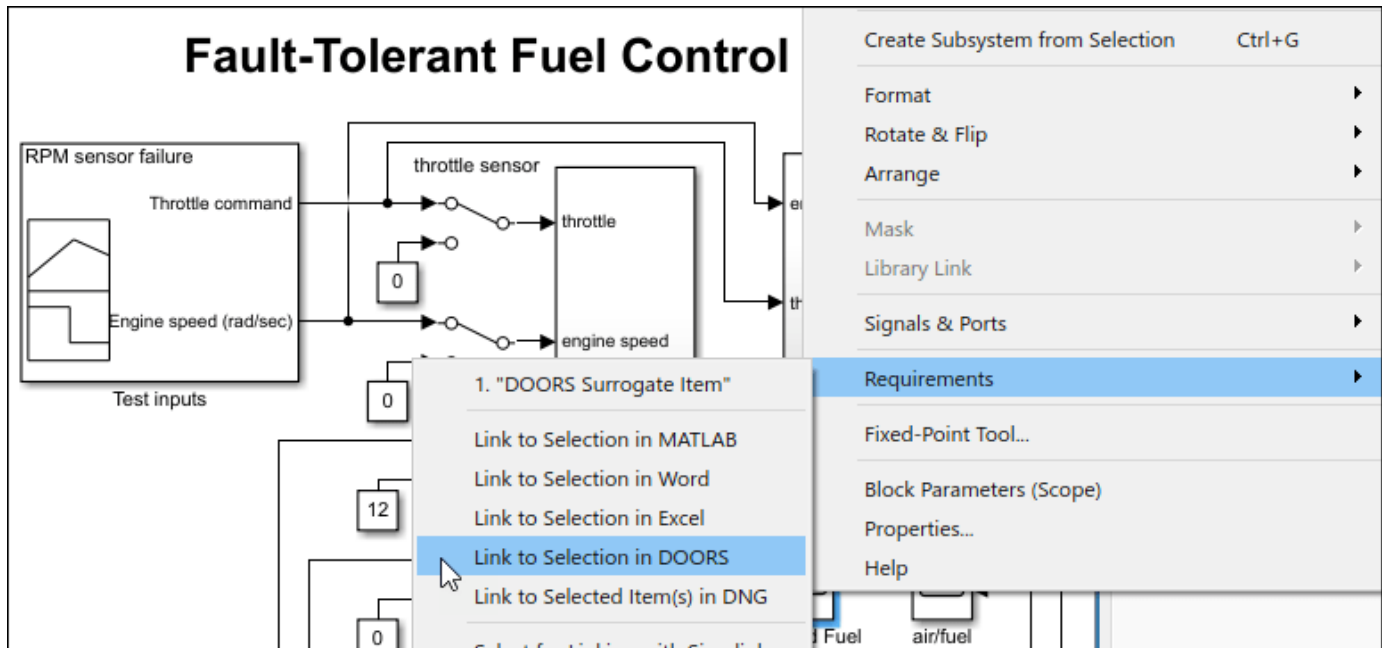 Fault-Tolerant Fuel Control
RPM sensor failure
Throttle command
Engine speed (rad/sec)
Test inputs
throttle sensor
throttle
engine speed
0
0
12
0
Create Subsystem from Selection Ctrl+G
Format
Rotate & Flip
Arrange
Mask
Library Link
Signals & Ports
Requirements
Fixed-Point Tool...
Block Parameters (Scope)
Properties...
Help
1. "DOORS Surrogate Item"
Link to Selection in MATLAB
Link to Selection in Word
Link to Selection in Excel
Link to Selection in DOORS
Link to Selected Item(s) in DNG
Fuel
air/fuel